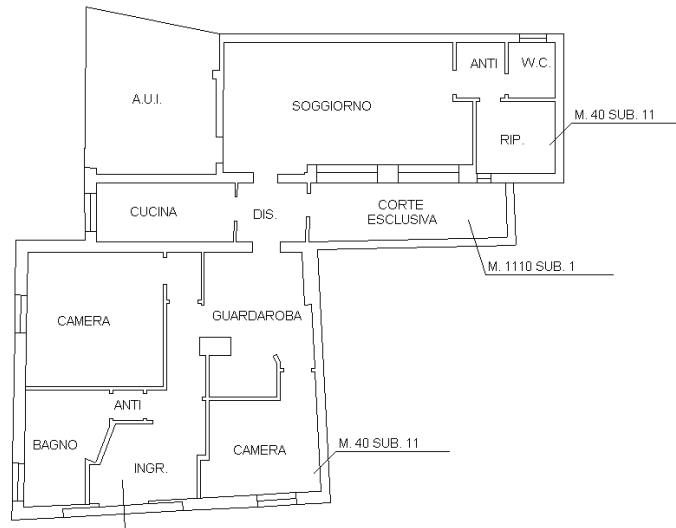 ANTI
W.C.
A.U.I.
SOGGIORNO
M. 40 SUB. 11
RIP.
CUCINA
DIS.
CORTE
ESCLUSIVA
M. 1110 SUB. 1
CAMERA
GUARDAROBA
ANTI
BAGNO
INGR.
CAMERA
M. 40 SUB. 11